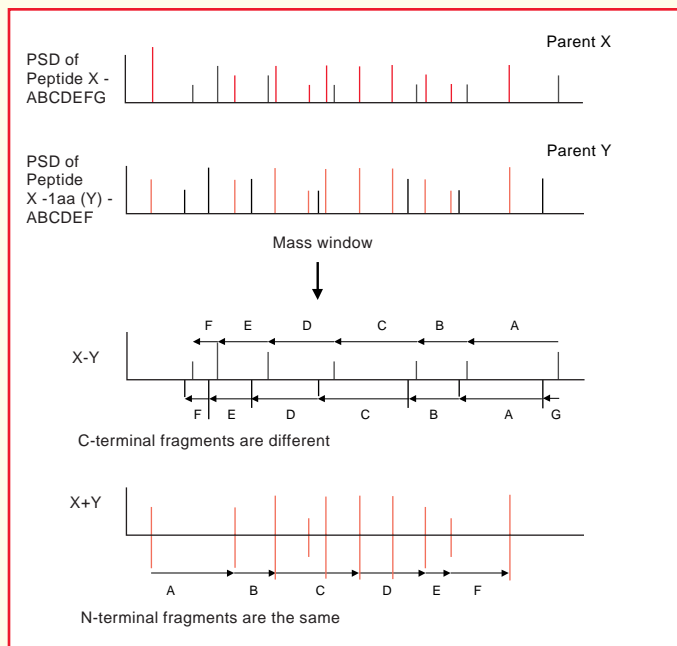 Parent X
PSD of
Peptide X -
ABCDEFG
Parent Y
PSD of
Peptide
X -1aa (Y) -
ABCDEF
Mass window
F E D C B A
X-Y
F E D C B A G
C-terminal fragments are different
X+Y
A B C D E F
N-terminal fragments are the same